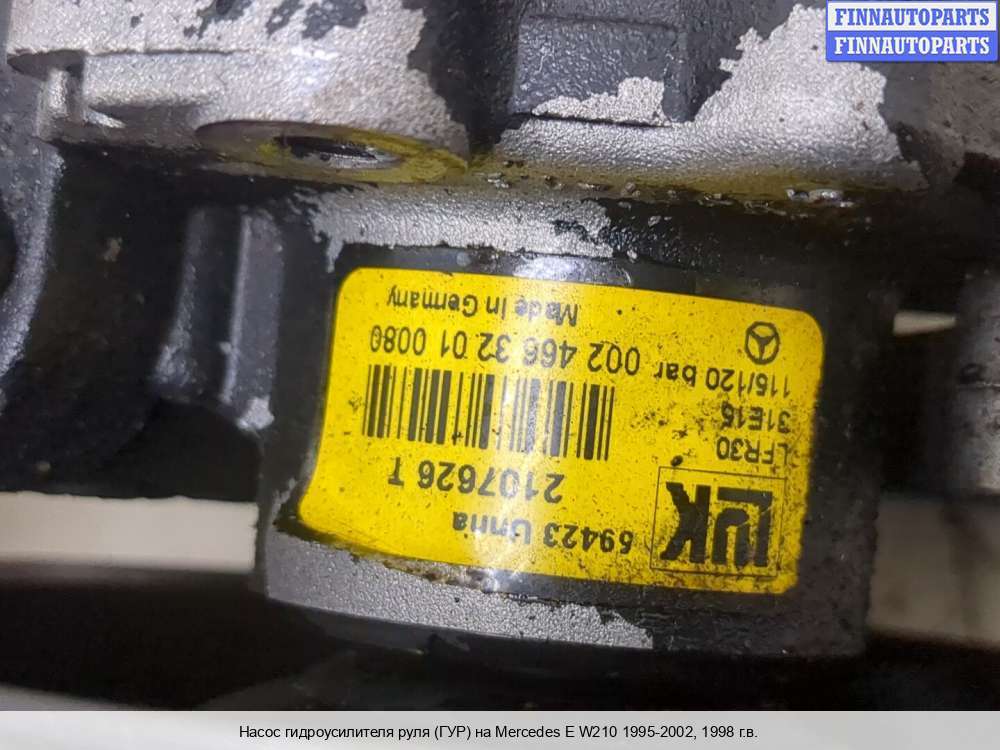 FINNAUTOPARTS
FINNAUTOPARTS
LUK
59423 Unna
2107626 T
LFR30
31E15
115/120 bar 002 466 32 01 0080
Made in Germany
Насос гидроусилителя руля (ГУР) на Mercedes E W210 1995-2002, 1998 г.в.